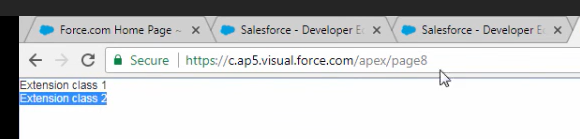 Force.com Home Page ~
Salesforce - Developer E
Salesforce - Developer E
Secure
https://c.ap5.visual.force.com/apex/page8
Extension class 1
Extension class 2